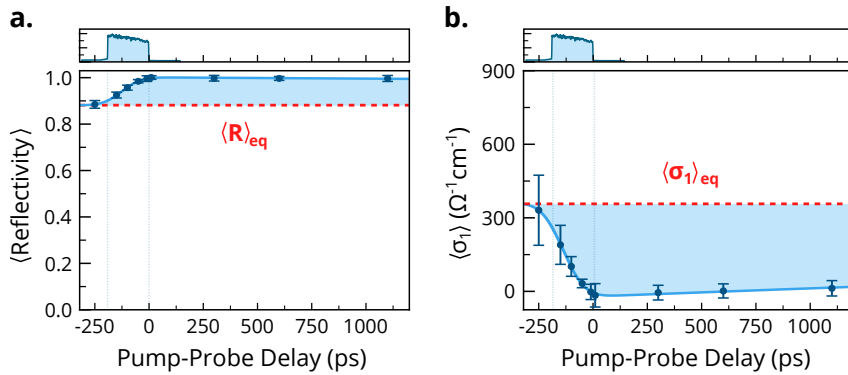 a.
1.0
0.8
0.6
0.4
0.2
0.0
⟨Reflectivity⟩
⟨R⟩eq
-250 0 250 500 750 1000
Pump-Probe Delay (ps)
b.
900
600
300
0
⟨σ₁⟩ (Ω⁻¹cm⁻¹)
⟨σ₁⟩eq
-250 0 250 500 750 1000
Pump-Probe Delay (ps)